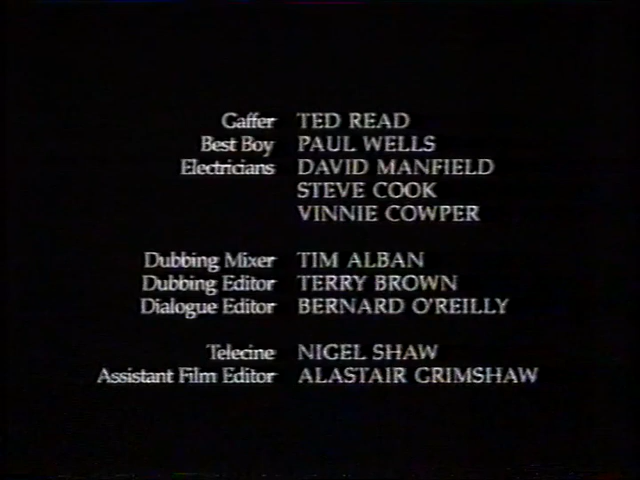 Gaffer TED READ
Best Boy PAUL WELLS
Electricians DAVID MANFIELD
STEVE COOK
VINNIE COWPER
Dubbing Mixer TIM ALBAN
Dubbing Editor TERRY BROWN
Dialogue Editor BERNARD O'REILLY
Telecine NIGEL SHAW
Assistant Film Editor ALASTAIR GRIMSHAW